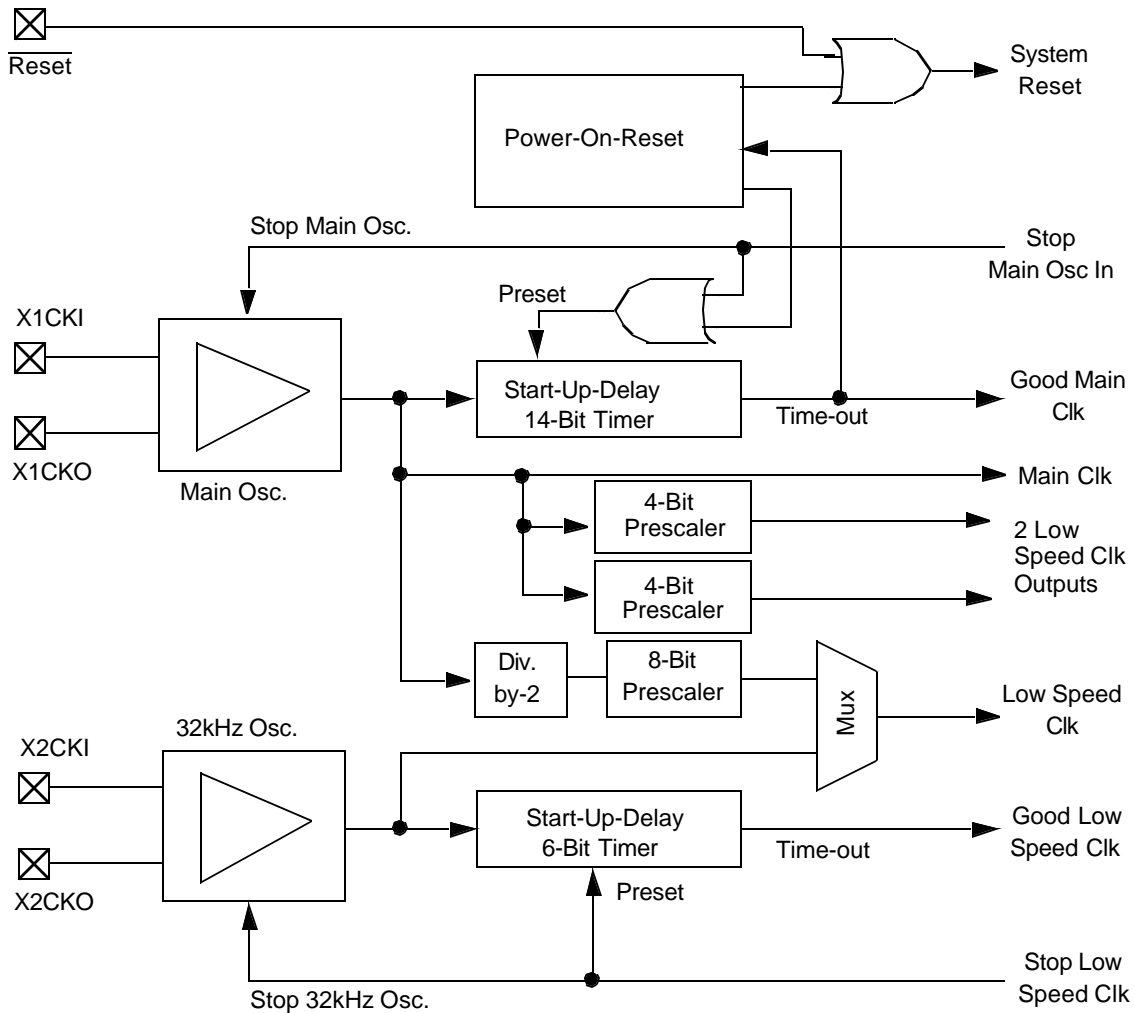 Reset
System
Reset
Power-On-Reset
Stop Main Osc.
Stop
Main Osc In
Preset
X1CKI
Start-Up-Delay
14-Bit Timer
Time-out
Good Main
Clk
X1CKO
Main Osc.
Main Clk
4-Bit
Prescaler
2 Low
Speed Clk
Outputs
4-Bit
Prescaler
Div.
by-2
8-Bit
Prescaler
Mux
Low Speed
Clk
32kHz Osc.
X2CKI
Start-Up-Delay
6-Bit Timer
Time-out
Good Low
Speed Clk
X2CKO
Preset
Stop 32kHz Osc.
Stop Low
Speed Clk